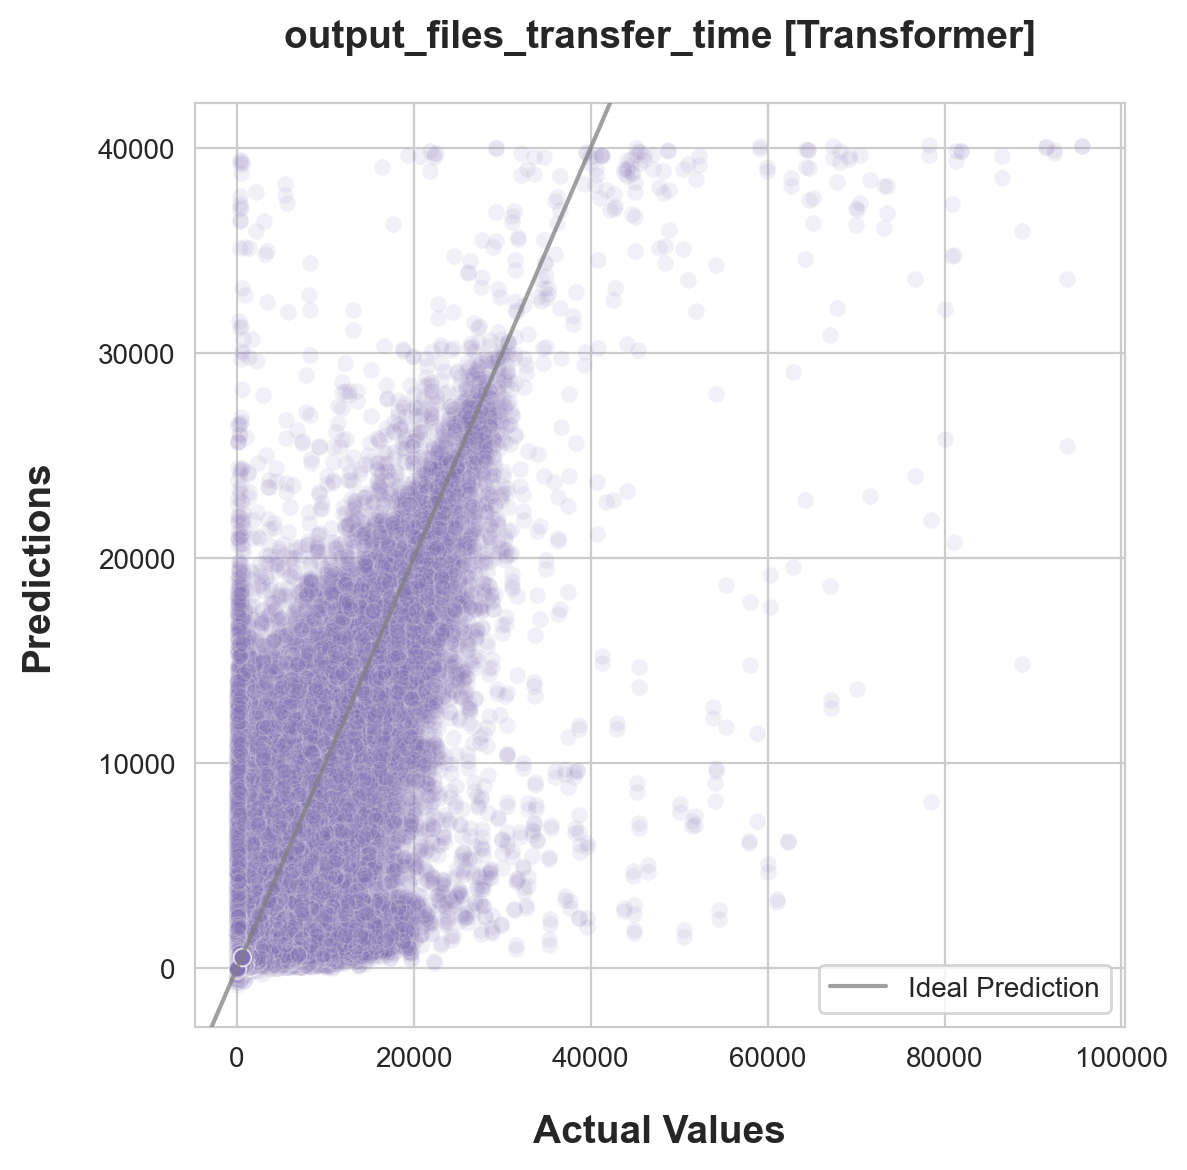 output_files_transfer_time [Transformer]
40000
30000
20000
10000
0
Predictions
Ideal Prediction
0 20000 40000 60000 80000 100000
Actual Values